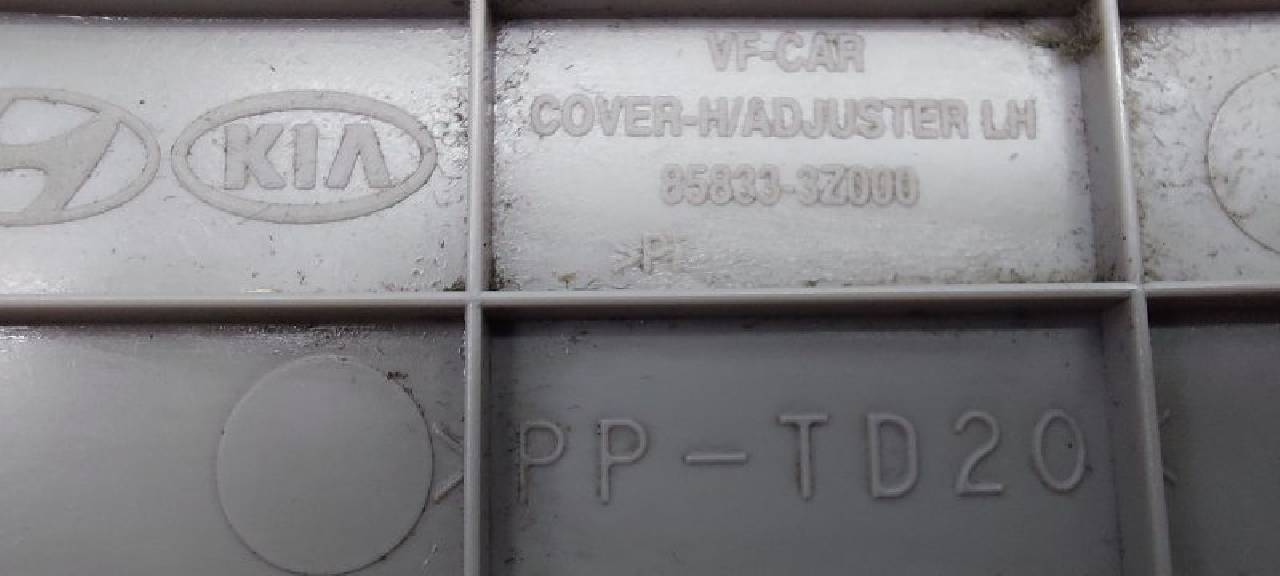 VF-CAR
KIA
COVER-H/ADJUSTER LH
85833-3Z000
>PP-TD20<